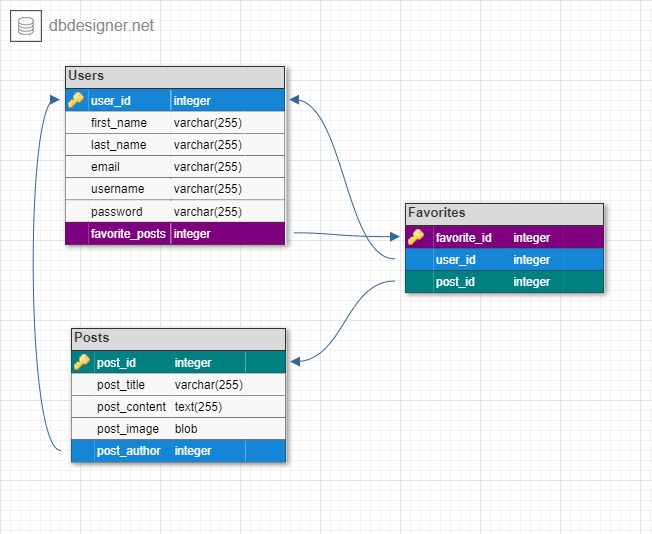 dbdesigner.net
Users
user_id integer
first_name varchar(255)
last_name varchar(255)
email varchar(255)
username varchar(255)
password varchar(255)
favorite_posts integer
Favorites
favorite_id integer
user_id integer
post_id integer
Posts
post_id integer
post_title varchar(255)
post_content text(255)
post_image blob
post_author integer